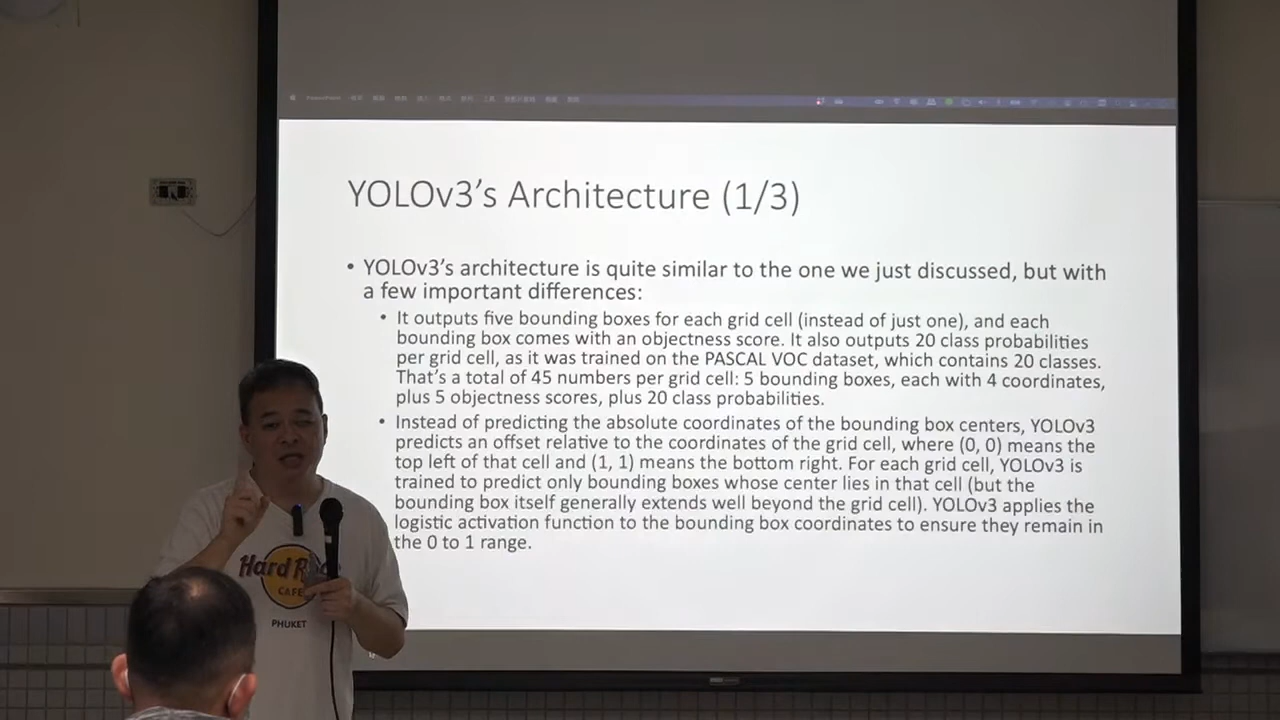 PowerPoint
YOLOv3's Architecture (1/3)
• YOLOv3's architecture is quite similar to the one we just discussed, but with
a few important differences:
• It outputs five bounding boxes for each grid cell (instead of just one), and each
bounding box comes with an objectness score. It also outputs 20 class probabilities
per grid cell, as it was trained on the PASCAL VOC dataset, which contains 20 classes.
That's a total of 45 numbers per grid cell: 5 bounding boxes, each with 4 coordinates,
plus 5 objectness scores, plus 20 class probabilities.
• Instead of predicting the absolute coordinates of the bounding box centers, YOLOv3
predicts an offset relative to the coordinates of the grid cell, where (0, 0) means the
top left of that cell and (1, 1) means the bottom right. For each grid cell, YOLOv3 is
trained to predict only bounding boxes whose center lies in that cell (but the
bounding box itself generally extends well beyond the grid cell). YOLOv3 applies the
logistic activation function to the bounding box coordinates to ensure they remain in
the 0 to 1 range.
Hard R
CAFE
PHUKET